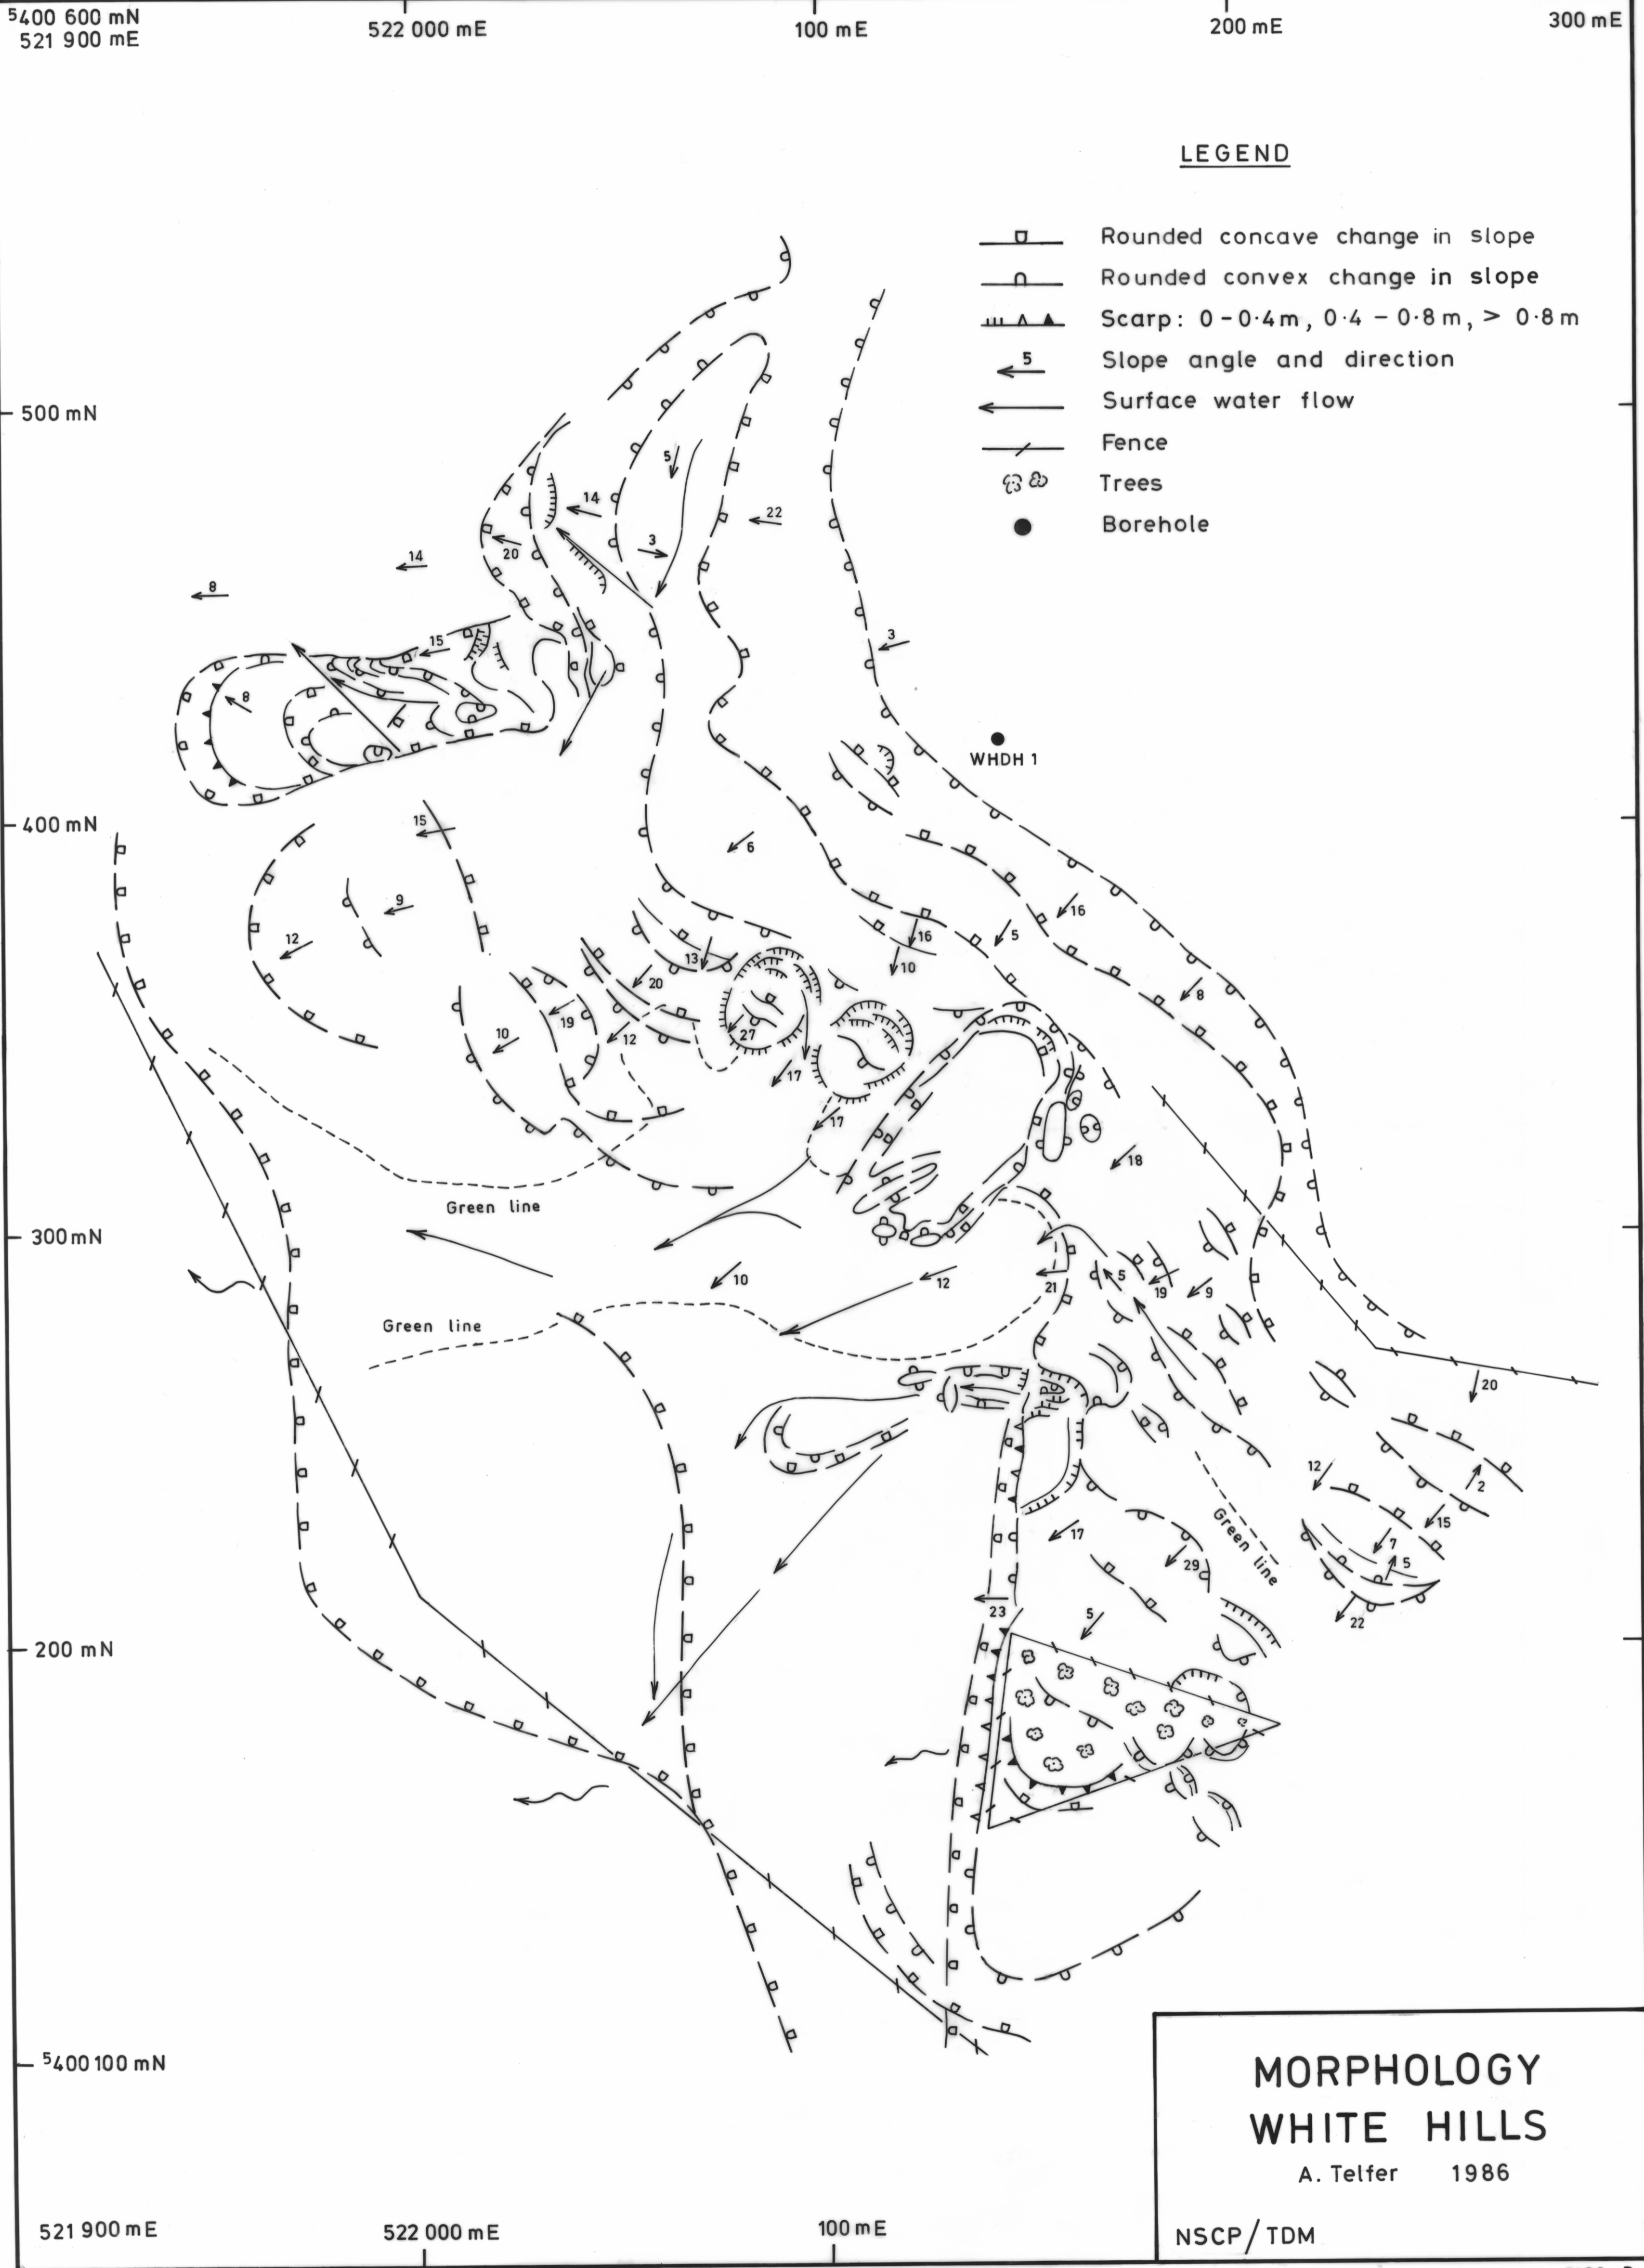 ⁵400 600 mN
521 900 mE
522 000 mE
100 mE
200 mE
300 mE
LEGEND
Rounded concave change in slope
Rounded convex change in slope
Scarp: 0-0·4m, 0·4 - 0·8m, > 0·8m
5
Slope angle and direction
Surface water flow
Fence
Trees
Borehole
500 mN
5
14
22
3
20
14
8
15
3
8
WHDH 1
400 mN
15
6
9
16
12
16
5
13
10
20
8
19
27
10
12
17
17
18
Green line
300 mN
10
12
21
5
19
9
Green line
20
12
2
15
Green line
17
7
29
5
23
5
22
200 mN
⁵400 100 mN
MORPHOLOGY
WHITE HILLS
A. Telfer 1986
NSCP/TDM
521 900 mE
522 000 mE
100 mE